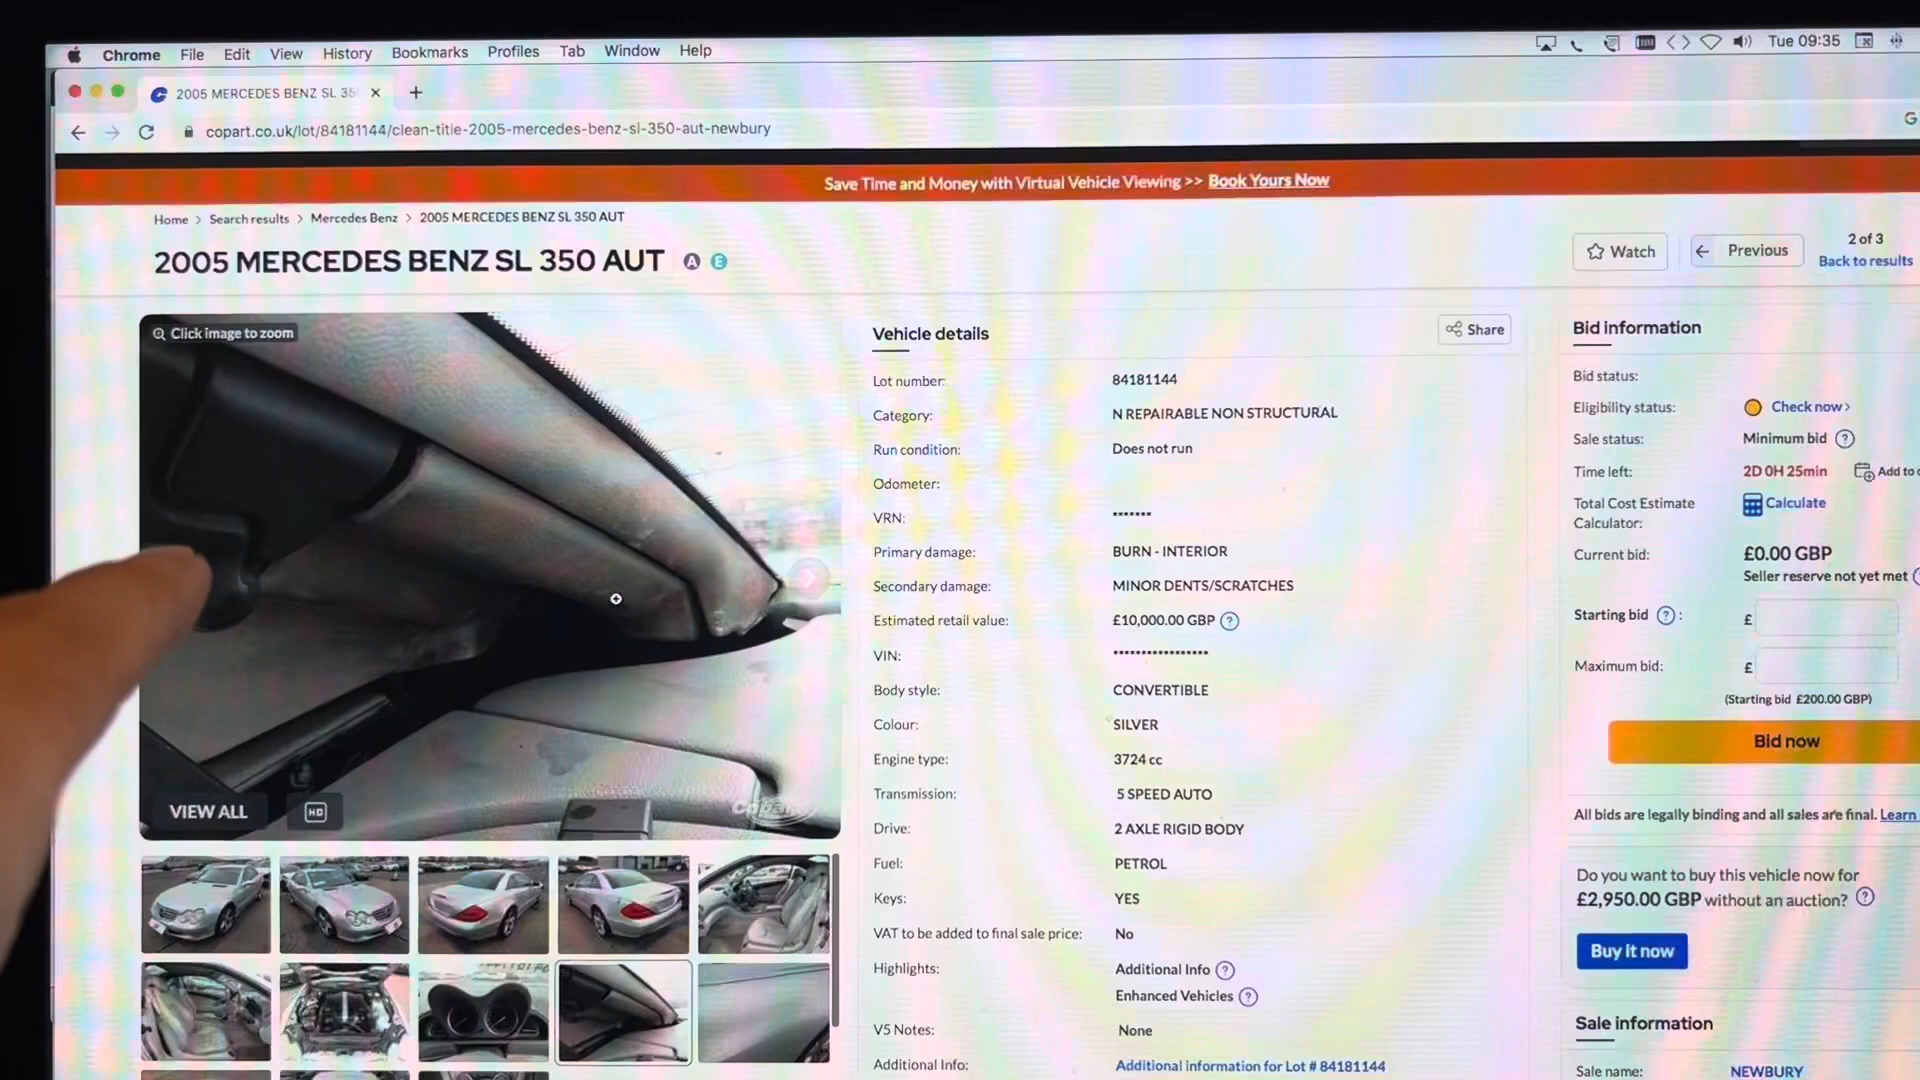 Chrome File Edit View History Bookmarks Profiles Tab Window Help
Tue 09:35
2005 MERCEDES BENZ SL 35
copart.co.uk/lot/84181144/clean-title-2005-mercedes-benz-sl-350-aut-newbury
G
Save Time and Money with Virtual Vehicle Viewing >> Book Yours Now
Home > Search results > Mercedes Benz > 2005 MERCEDES BENZ SL 350 AUT
2005 MERCEDES BENZ SL 350 AUT A E
Watch
Previous
2 of 3
Back to results
Click image to zoom
VIEW ALL
HD
Copart
Vehicle details
Share
Lot number: 84181144
Category: N REPAIRABLE NON STRUCTURAL
Run condition: Does not run
Odometer:
VRN: •••••••
Primary damage: BURN - INTERIOR
Secondary damage: MINOR DENTS/SCRATCHES
Estimated retail value: £10,000.00 GBP ?
VIN: •••••••••••••••••
Body style: CONVERTIBLE
Colour: SILVER
Engine type: 3724 cc
Transmission: 5 SPEED AUTO
Drive: 2 AXLE RIGID BODY
Fuel: PETROL
Keys: YES
VAT to be added to final sale price: No
Highlights: Additional Info ?
Enhanced Vehicles ?
V5 Notes: None
Additional Info: Additional information for Lot # 84181144
Bid information
Bid status:
Eligibility status: Check now >
Sale status: Minimum bid ?
Time left: 2D 0H 25min Add to
Total Cost Estimate
Calculator: Calculate
Current bid: £0.00 GBP
Seller reserve not yet met
Starting bid ? : £
Maximum bid: £
(Starting bid £200.00 GBP)
Bid now
All bids are legally binding and all sales are final. Learn
Do you want to buy this vehicle now for
£2,950.00 GBP without an auction? ?
Buy it now
Sale information
Sale name: NEWBURY